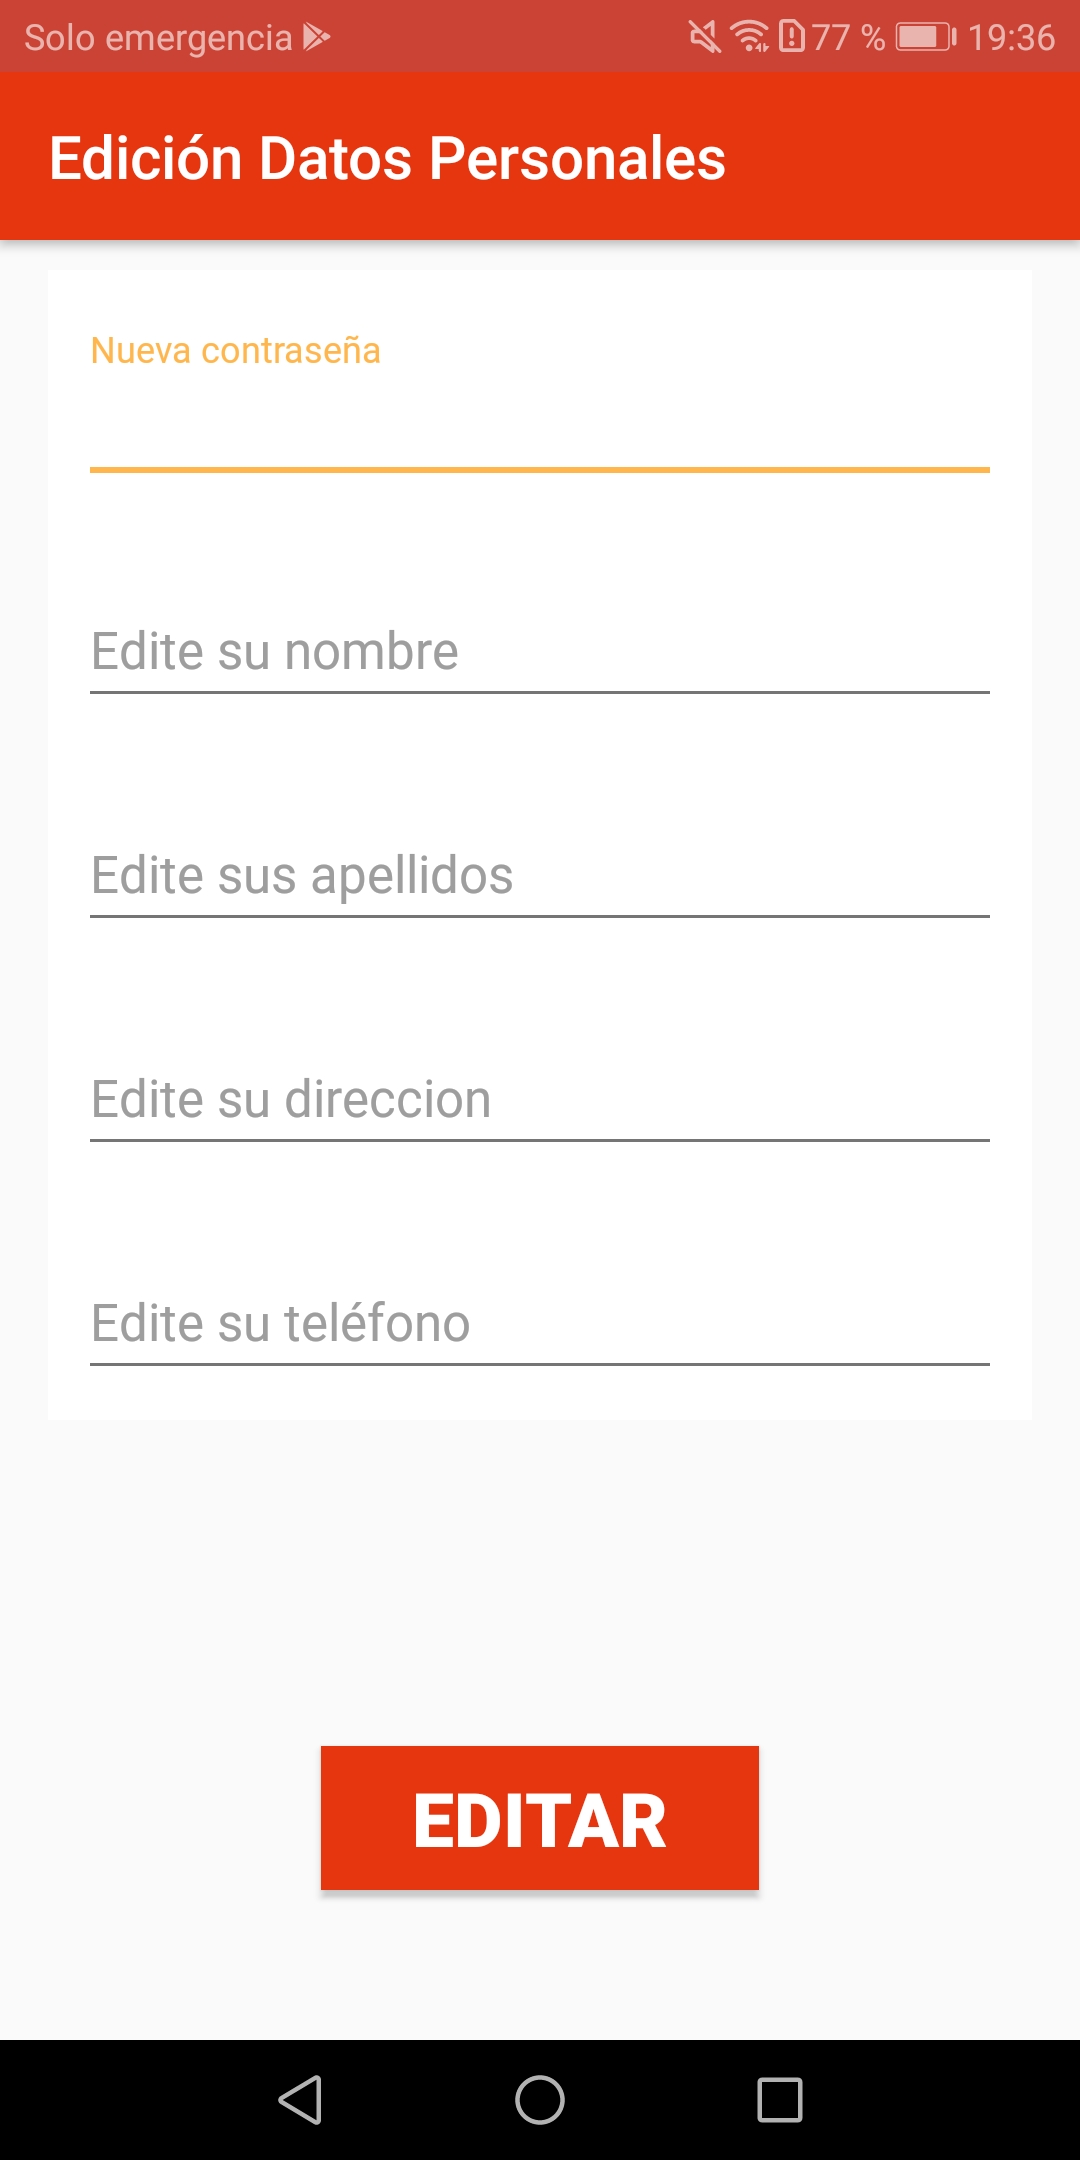 Solo emergencia 77 % 19:36
Edición Datos Personales
Nueva contraseña
Edite su nombre
Edite sus apellidos
Edite su direccion
Edite su teléfono
EDITAR